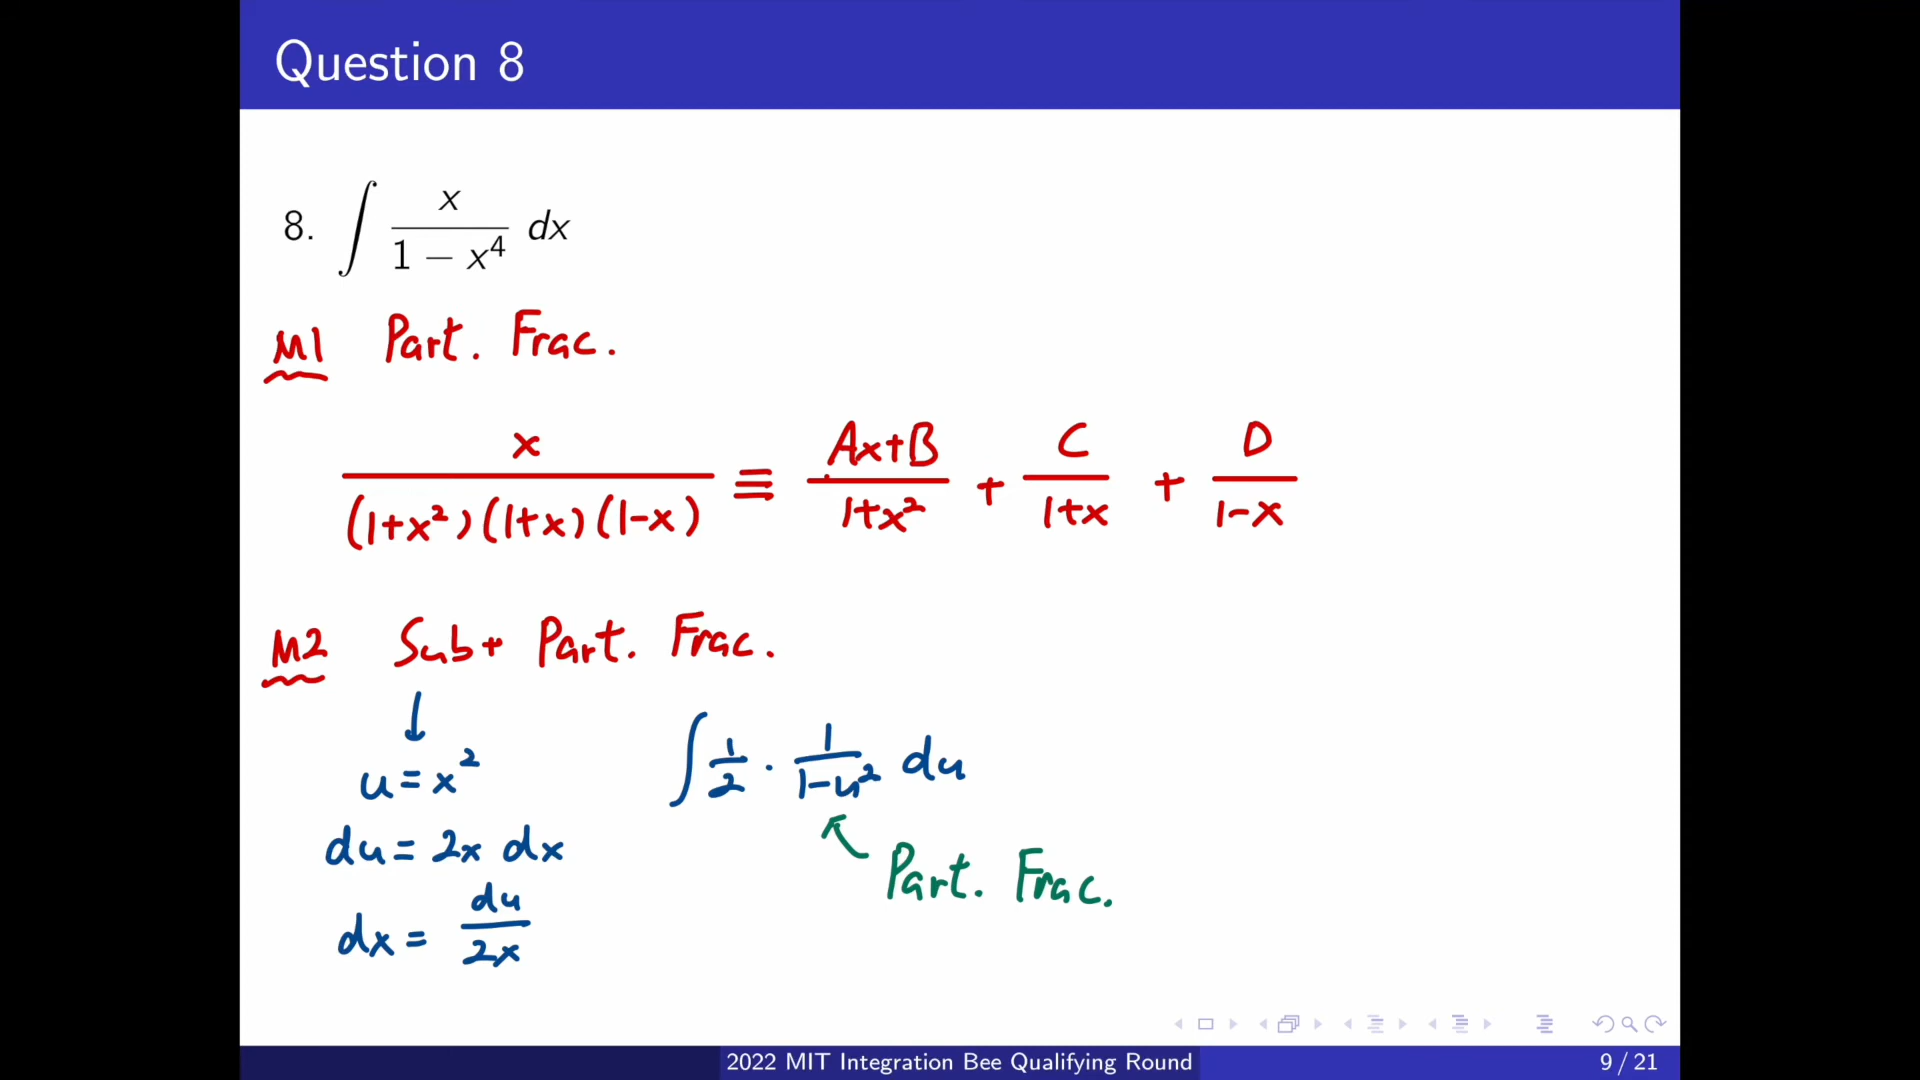 Question 8
8. ∫ x/(1 − x⁴) dx
M1 Part. Frac.
x/((1+x²)(1+x)(1-x)) ≡ (Ax+B)/(1+x²) + C/(1+x) + D/(1-x)
M2 Sub + Part. Frac.
↓
u = x²
∫ 1/2 · 1/(1-u²) du
du = 2x dx
Part. Frac.
dx = du/2x
2022 MIT Integration Bee Qualifying Round
9 / 21